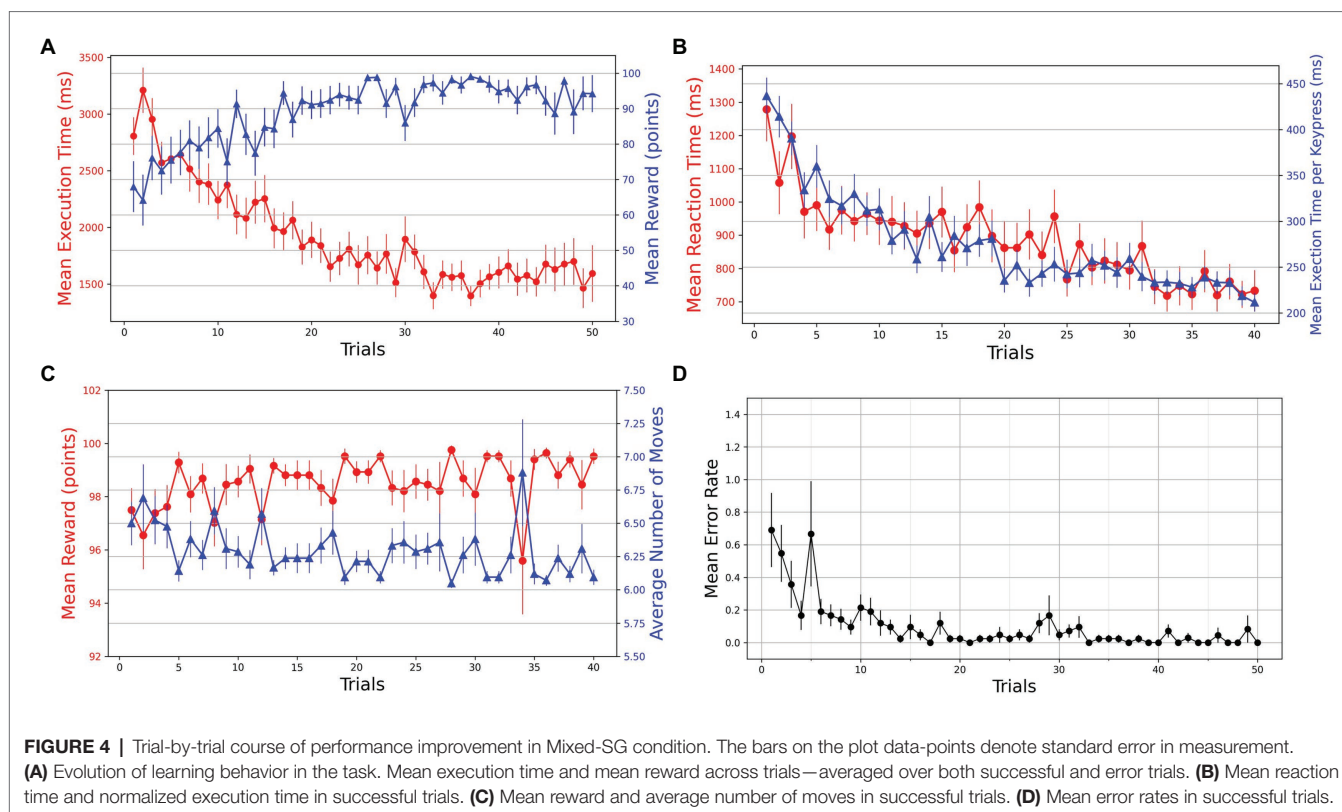 A
Mean Execution Time (ms)
3500
3000
2500
2000
1500
100
90
80
70
60
50
40
30
Mean Reward (points)
0 10 20 30 40 50
Trials
B
Mean Reaction Time (ms)
1400
1300
1200
1100
1000
900
800
700
450
400
350
300
250
200
Mean Exection Time per Keypress (ms)
0 5 10 15 20 25 30 35 40
Trials
C
Mean Reward (points)
102
100
98
96
94
92
7.50
7.25
7.00
6.75
6.50
6.25
6.00
5.75
5.50
Average Number of Moves
0 5 10 15 20 25 30 35 40
Trials
D
Mean Error Rate
1.4
1.2
1.0
0.8
0.6
0.4
0.2
0.0
0 10 20 30 40 50
Trials
FIGURE 4 | Trial-by-trial course of performance improvement in Mixed-SG condition. The bars on the plot data-points denote standard error in measurement.
(A) Evolution of learning behavior in the task. Mean execution time and mean reward across trials—averaged over both successful and error trials. (B) Mean reaction
time and normalized execution time in successful trials. (C) Mean reward and average number of moves in successful trials. (D) Mean error rates in successful trials.